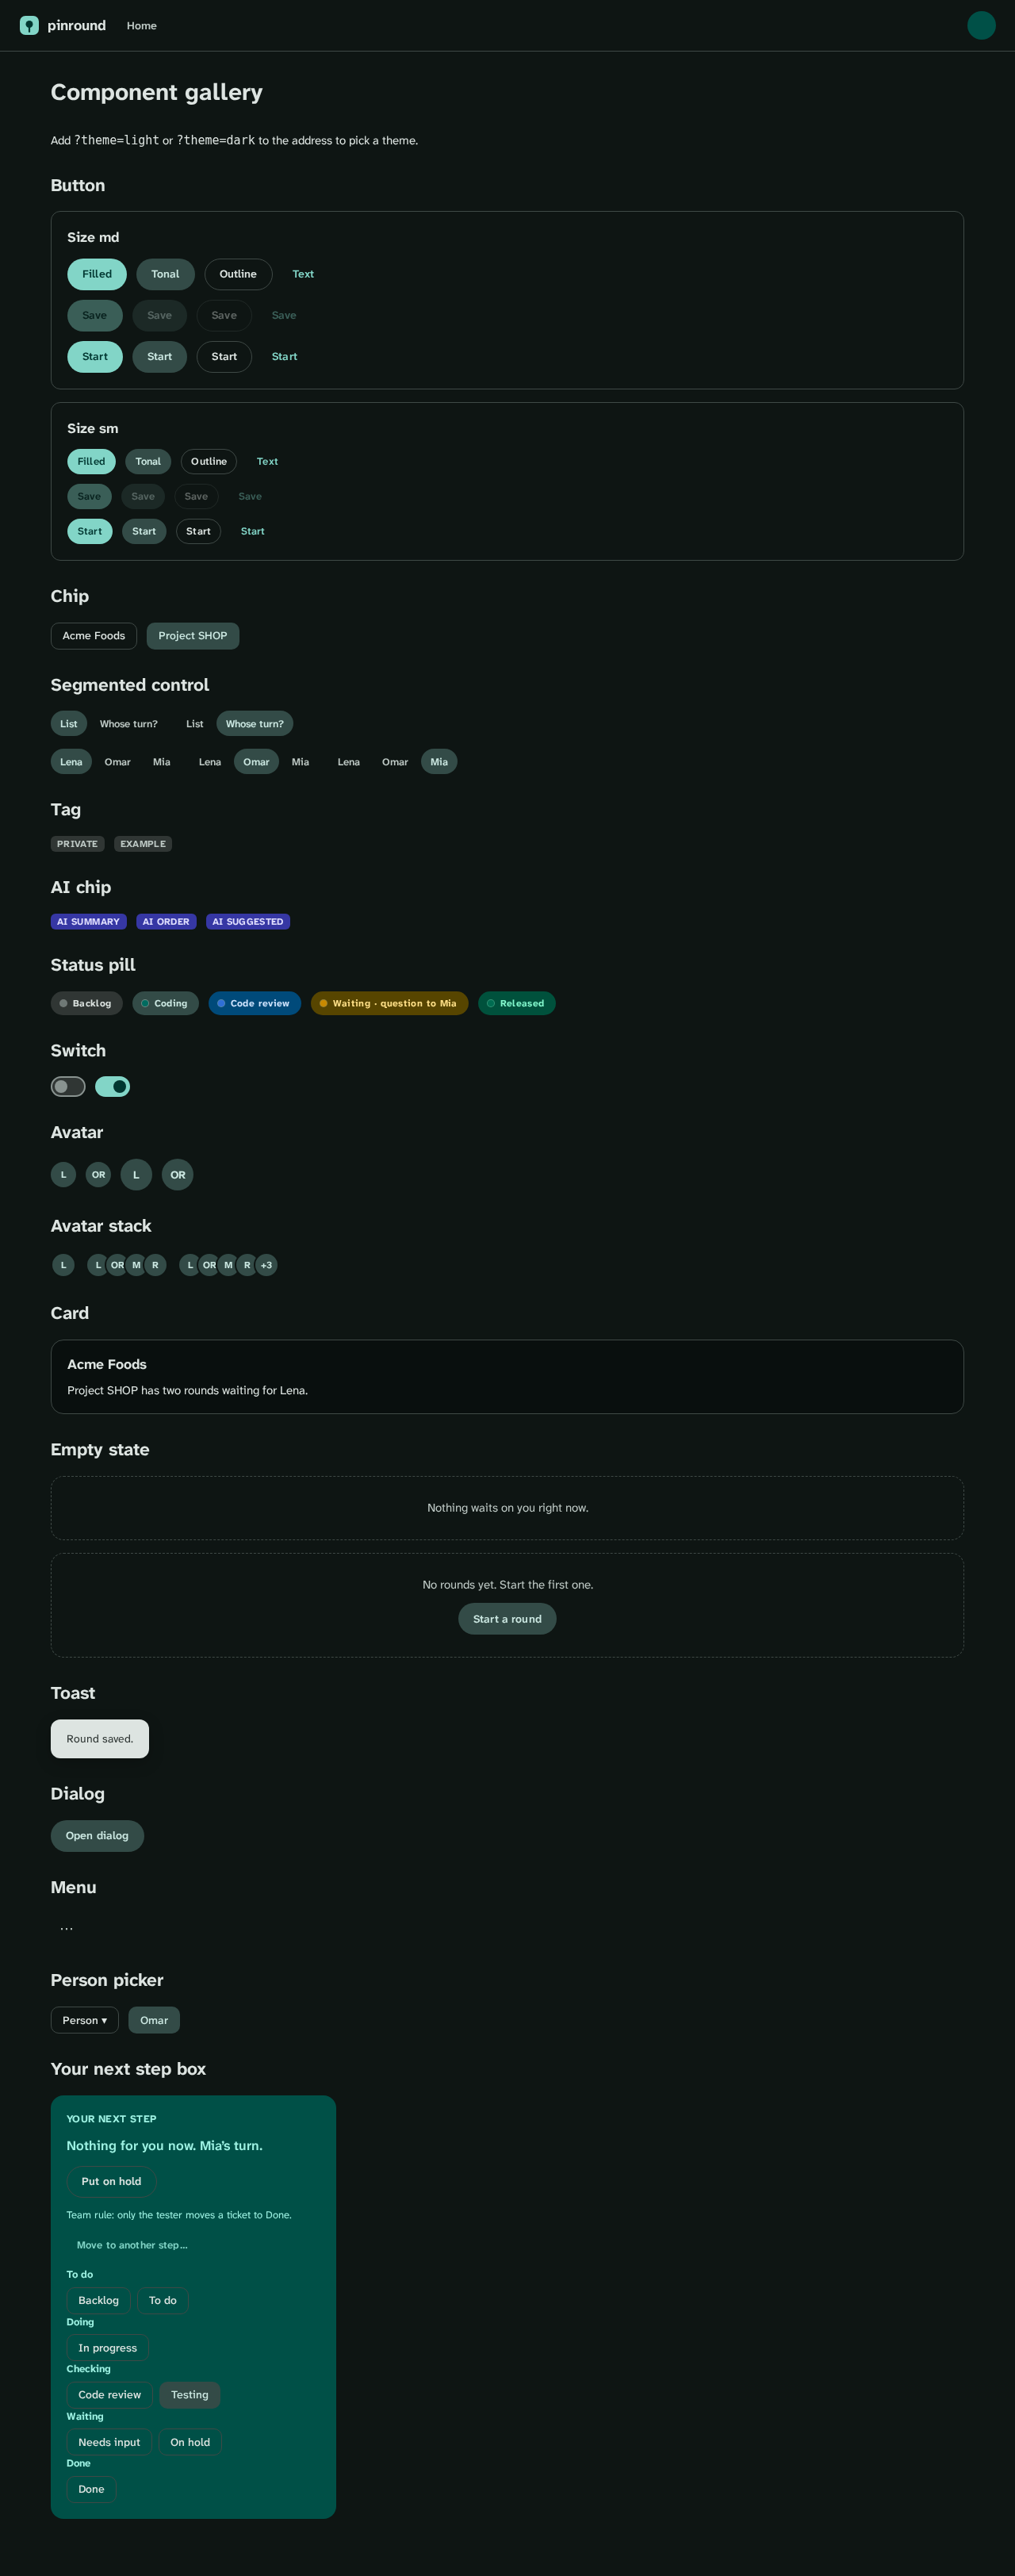 pinround Home
Component gallery
Add ?theme=light or ?theme=dark to the address to pick a theme.
Button
Size md
Filled Tonal Outline Text
Save Save Save Save
Start Start Start Start
Size sm
Filled Tonal Outline Text
Save Save Save Save
Start Start Start Start
Chip
Acme Foods Project SHOP
Segmented control
List Whose turn? List Whose turn?
Lena Omar Mia Lena Omar Mia Lena Omar Mia
Tag
PRIVATE EXAMPLE
AI chip
AI SUMMARY AI ORDER AI SUGGESTED
Status pill
Backlog Coding Code review Waiting · question to Mia Released
Switch
Avatar
L OR L OR
Avatar stack
L L OR M R L OR M R +3
Card
Acme Foods
Project SHOP has two rounds waiting for Lena.
Empty state
Nothing waits on you right now.
No rounds yet. Start the first one.
Start a round
Toast
Round saved.
Dialog
Open dialog
Menu
...
Person picker
Person ▾ Omar
Your next step box
YOUR NEXT STEP
Nothing for you now. Mia's turn.
Put on hold
Team rule: only the tester moves a ticket to Done.
Move to another step…
To do
Backlog To do
Doing
In progress
Checking
Code review Testing
Waiting
Needs input On hold
Done
Done